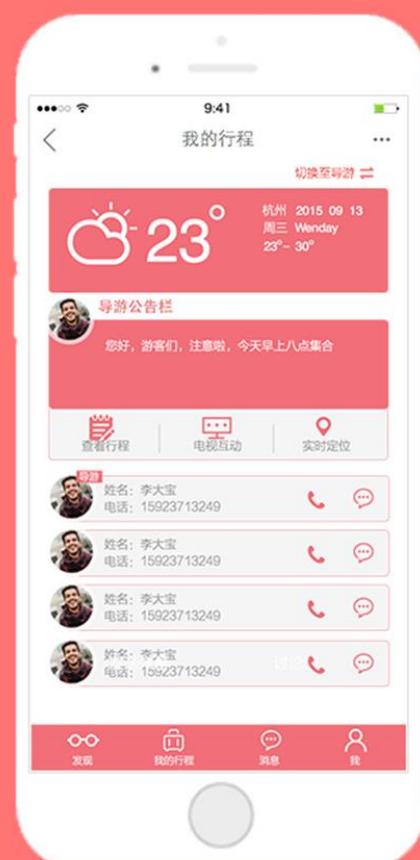 9:41
我的行程
切换至导游
23°
杭州 2015 09 13
周三 Wenday
23°- 30°
导游公告栏
您好，游客们，注意啦，今天早上八点集合
查看行程
电视互动
实时定位
导游
姓名：李大宝
电话：15923713249
姓名：李大宝
电话：15923713249
姓名：李大宝
电话：15923713249
姓名：李大宝
电话：15923713249
发现
我的行程
消息
我